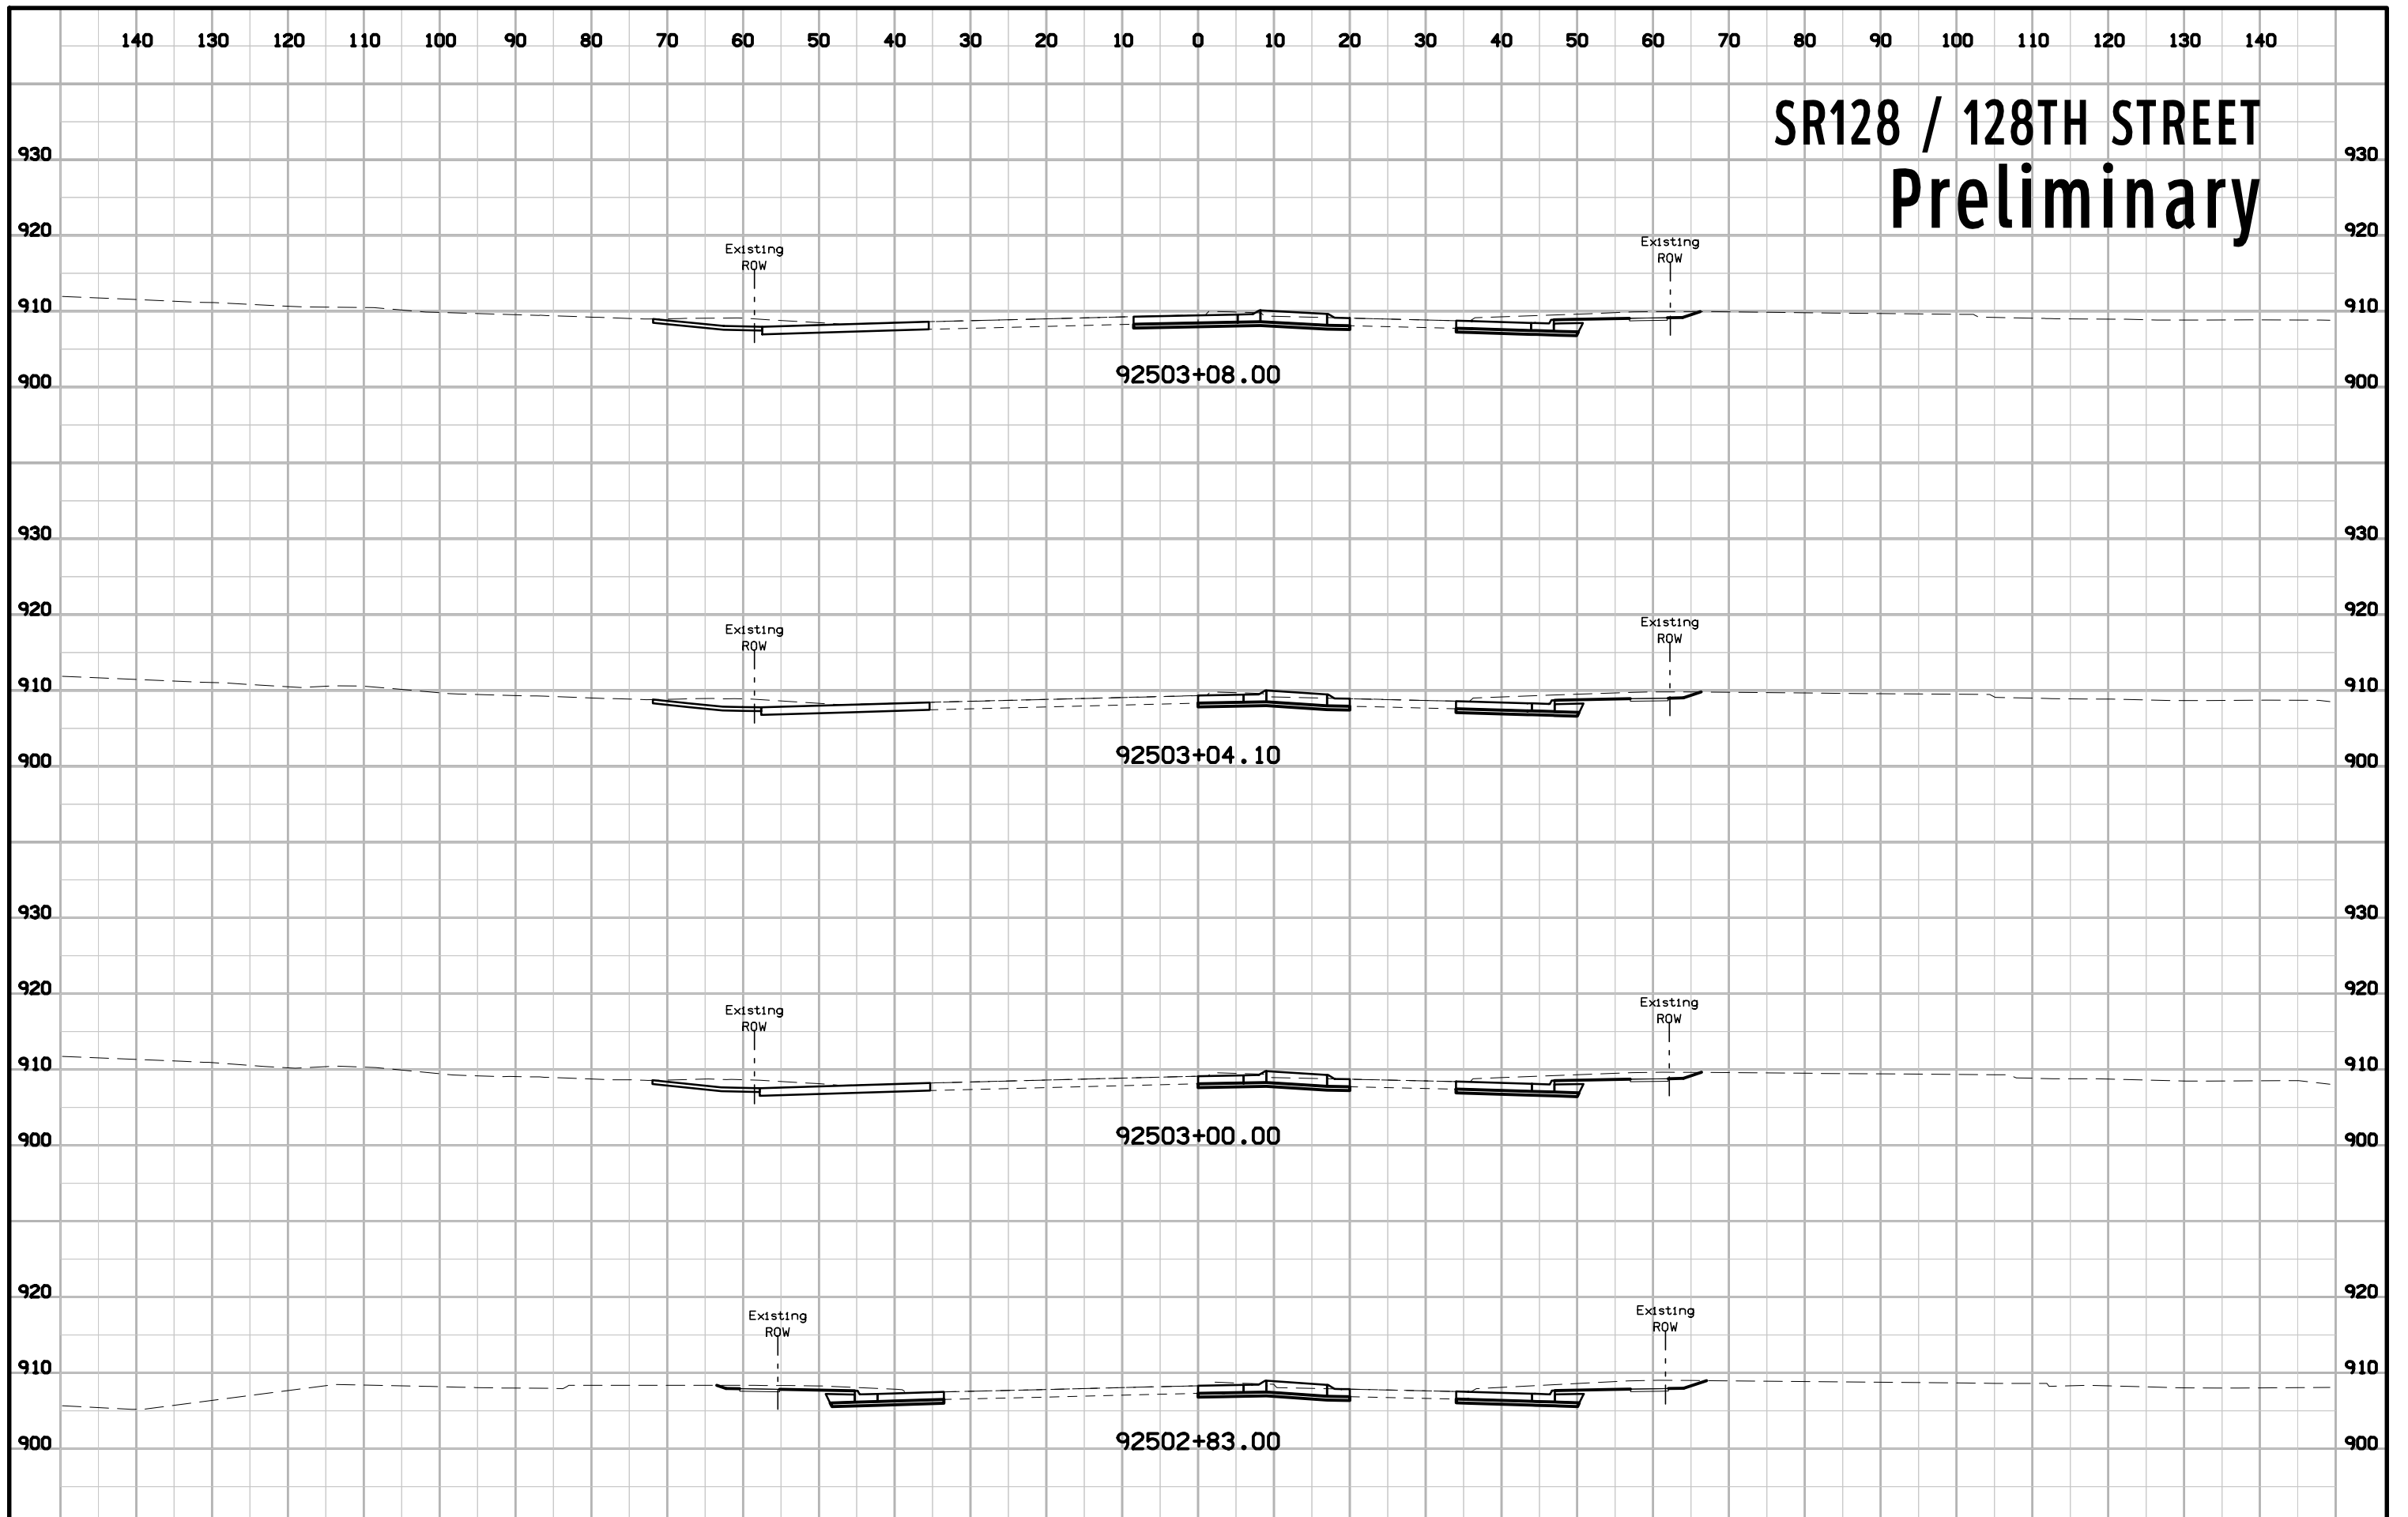 140 130 120 110 100 90 80 70 60 50 40 30 20 10 0 10 20 30 40 50 60 70 80 90 100 110 120 130 140
SR128 / 128TH STREET
930 930
Preliminary
920 920
Existing Existing
ROW ROW
910 910
92503+08.00
900 900
930 930
920 920
Existing Existing
ROW ROW
910 910
92503+04.10
900 900
930 930
920 920
Existing Existing
ROW ROW
910 910
92503+00.00
900 900
920 920
Existing Existing
ROW ROW
910 910
92502+83.00
900 900